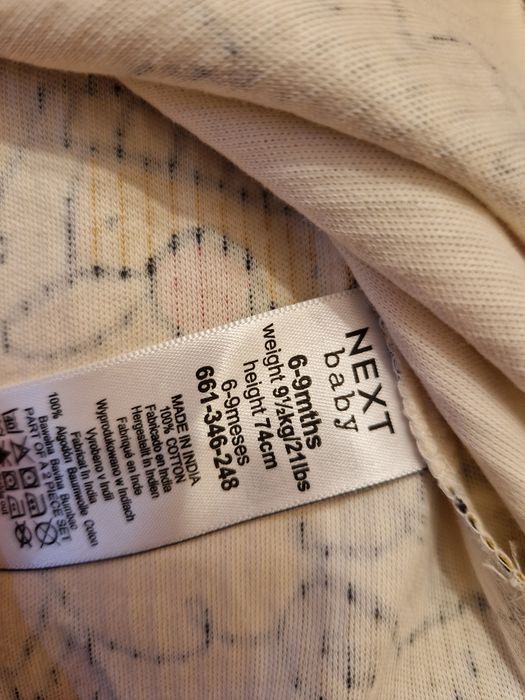 NEXT
baby
6-9mths
weight 9½kg/21lbs
height 74cm
6-9meses
661-346-248
MADE IN INDIA
100% COTTON
Fabricado en India
Hergestellt in Indien
Fabriqué en Inde
Wyprodukowano w Indiach
Vyrobeno v Indii
Fabricat în India
100% Algodón Baumwolle Coton
Bawełna Bavlna Bumbac
PART OF A 2 PIECE SET